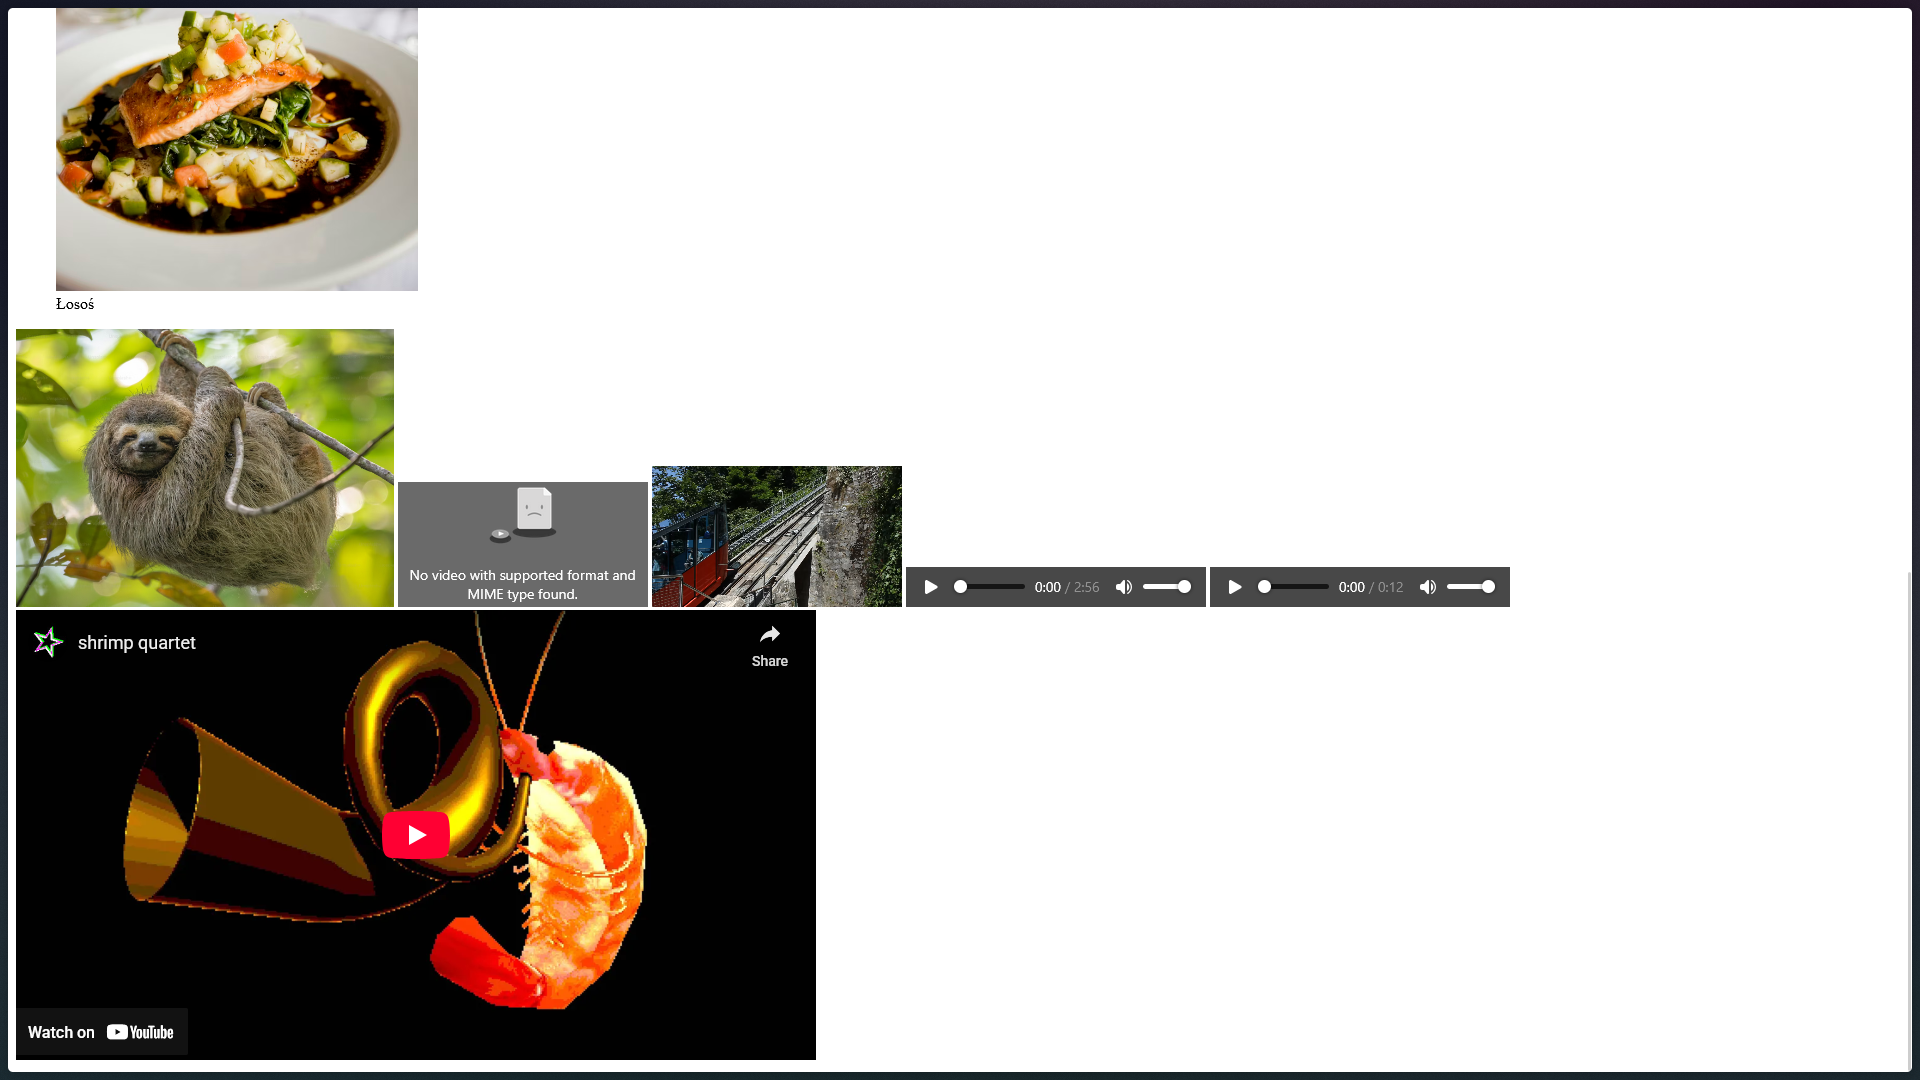 Łosoś
No video with supported format and
MIME type found.
0:00 / 2:56
0:00 / 0:12
shrimp quartet
Share
Watch on YouTube